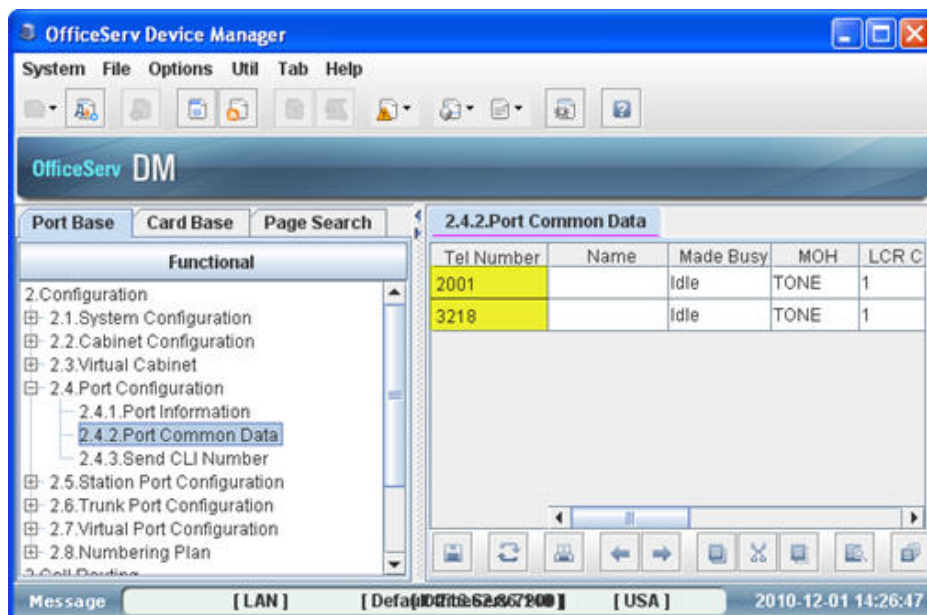 OfficeServ Device Manager
System File Options Util Tab Help
OfficeServ DM
Port Base Card Base Page Search
Functional
2.Configuration
2.1.System Configuration
2.2.Cabinet Configuration
2.3.Virtual Cabinet
2.4.Port Configuration
2.4.1.Port Information
2.4.2.Port Common Data
2.4.3.Send CLI Number
2.5.Station Port Configuration
2.6.Trunk Port Configuration
2.7.Virtual Port Configuration
2.8.Numbering Plan
2.4.2.Port Common Data
Tel Number Name Made Busy MOH LCR C
2001 Idle TONE 1
3218 Idle TONE 1
Message [ LAN ] [ USA ] 2010-12-01 14:26:47